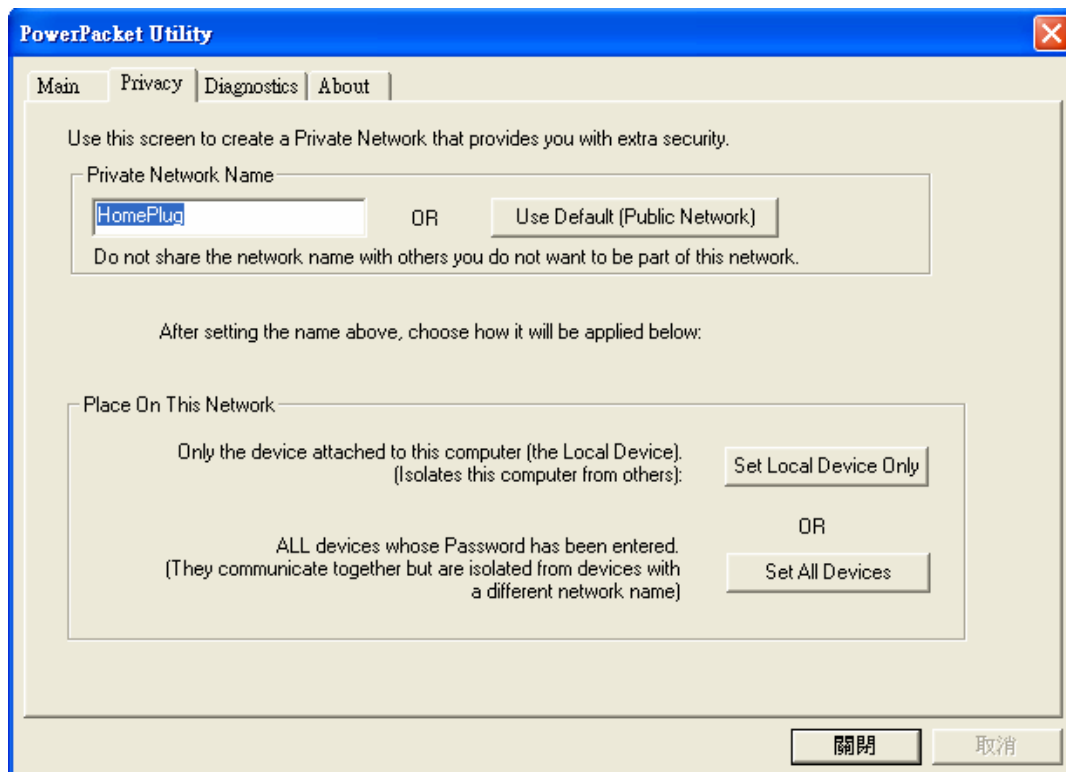 PowerPacket Utility
Main Privacy Diagnostics About
Use this screen to create a Private Network that provides you with extra security.
Private Network Name
HomePlug OR Use Default (Public Network)
Do not share the network name with others you do not want to be part of this network.
After setting the name above, choose how it will be applied below:
Place On This Network
Only the device attached to this computer (the Local Device).
(Isolates this computer from others): Set Local Device Only
OR
ALL devices whose Password has been entered.
(They communicate together but are isolated from devices with
a different network name) Set All Devices
關閉 取消